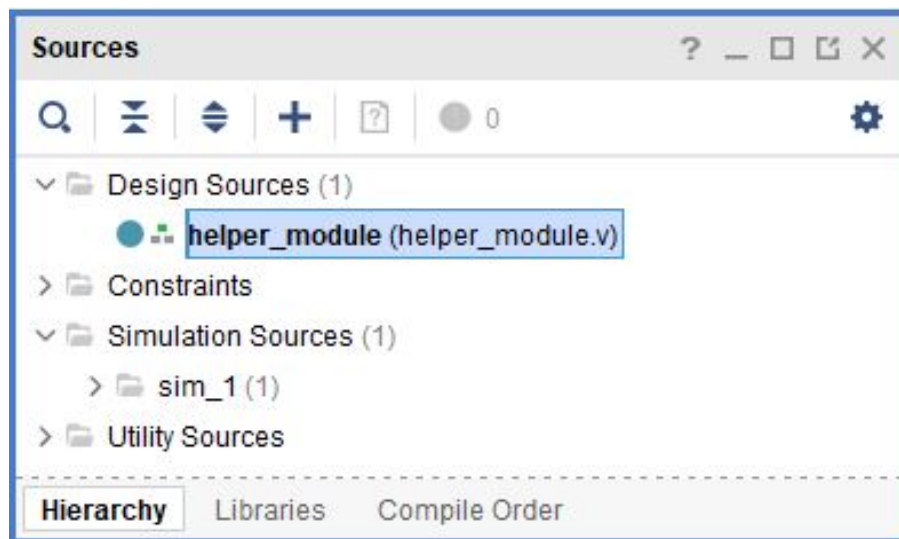 Sources
0
Design Sources (1)
helper_module (helper_module.v)
Constraints
Simulation Sources (1)
sim_1 (1)
Utility Sources
Hierarchy Libraries Compile Order